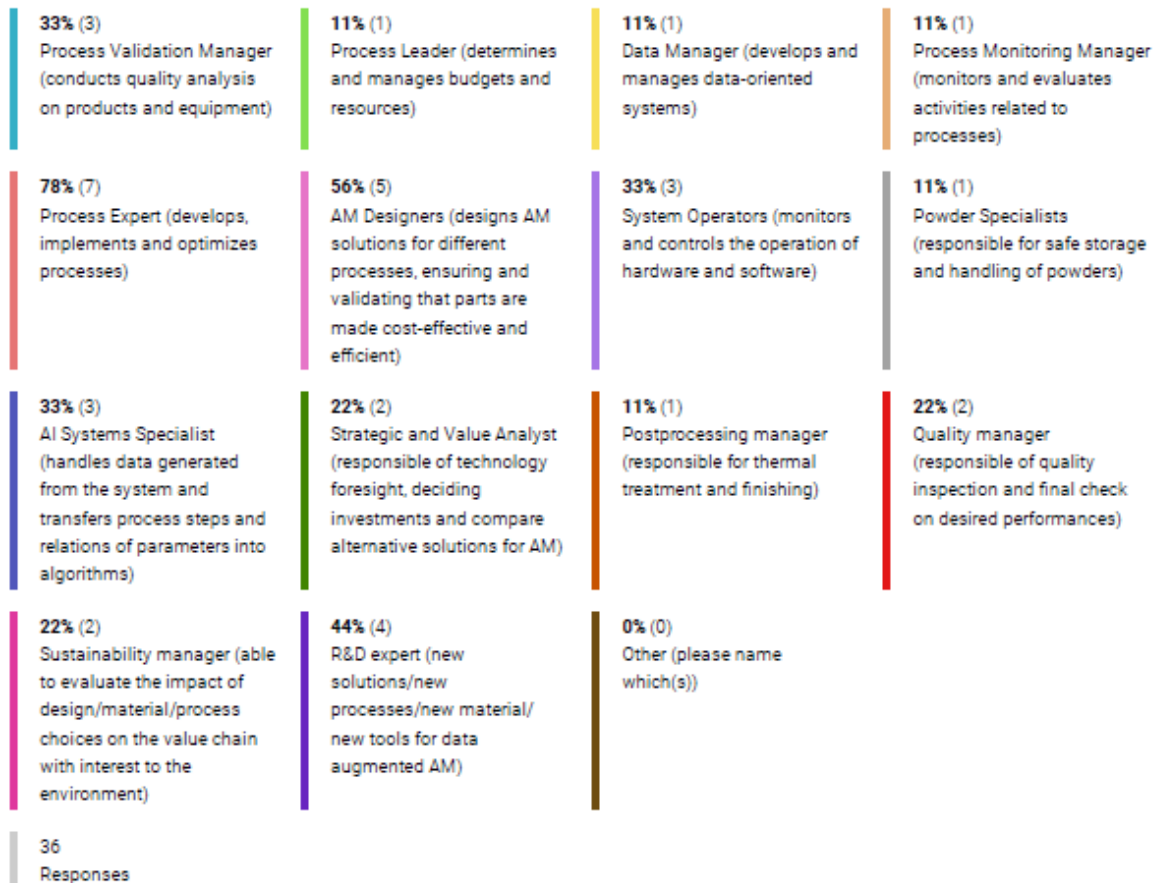 33% (3)
Process Validation Manager
(conducts quality analysis
on products and equipment)
11% (1)
Process Leader (determines
and manages budgets and
resources)
11% (1)
Data Manager (develops and
manages data-oriented
systems)
11% (1)
Process Monitoring Manager
(monitors and evaluates
activities related to
processes)
78% (7)
Process Expert (develops,
implements and optimizes
processes)
56% (5)
AM Designers (designs AM
solutions for different
processes, ensuring and
validating that parts are
made cost-effective and
efficient)
33% (3)
System Operators (monitors
and controls the operation of
hardware and software)
11% (1)
Powder Specialists
(responsible for safe storage
and handling of powders)
33% (3)
AI Systems Specialist
(handles data generated
from the system and
transfers process steps and
relations of parameters into
algorithms)
22% (2)
Strategic and Value Analyst
(responsible of technology
foresight, deciding
investments and compare
alternative solutions for AM)
11% (1)
Postprocessing manager
(responsible for thermal
treatment and finishing)
22% (2)
Quality manager
(responsible of quality
inspection and final check
on desired performances)
22% (2)
Sustainability manager (able
to evaluate the impact of
design/material/process
choices on the value chain
with interest to the
environment)
44% (4)
R&D expert (new
solutions/new
processes/new material/
new tools for data
augmented AM)
0% (0)
Other (please name
which(s))
36
Responses